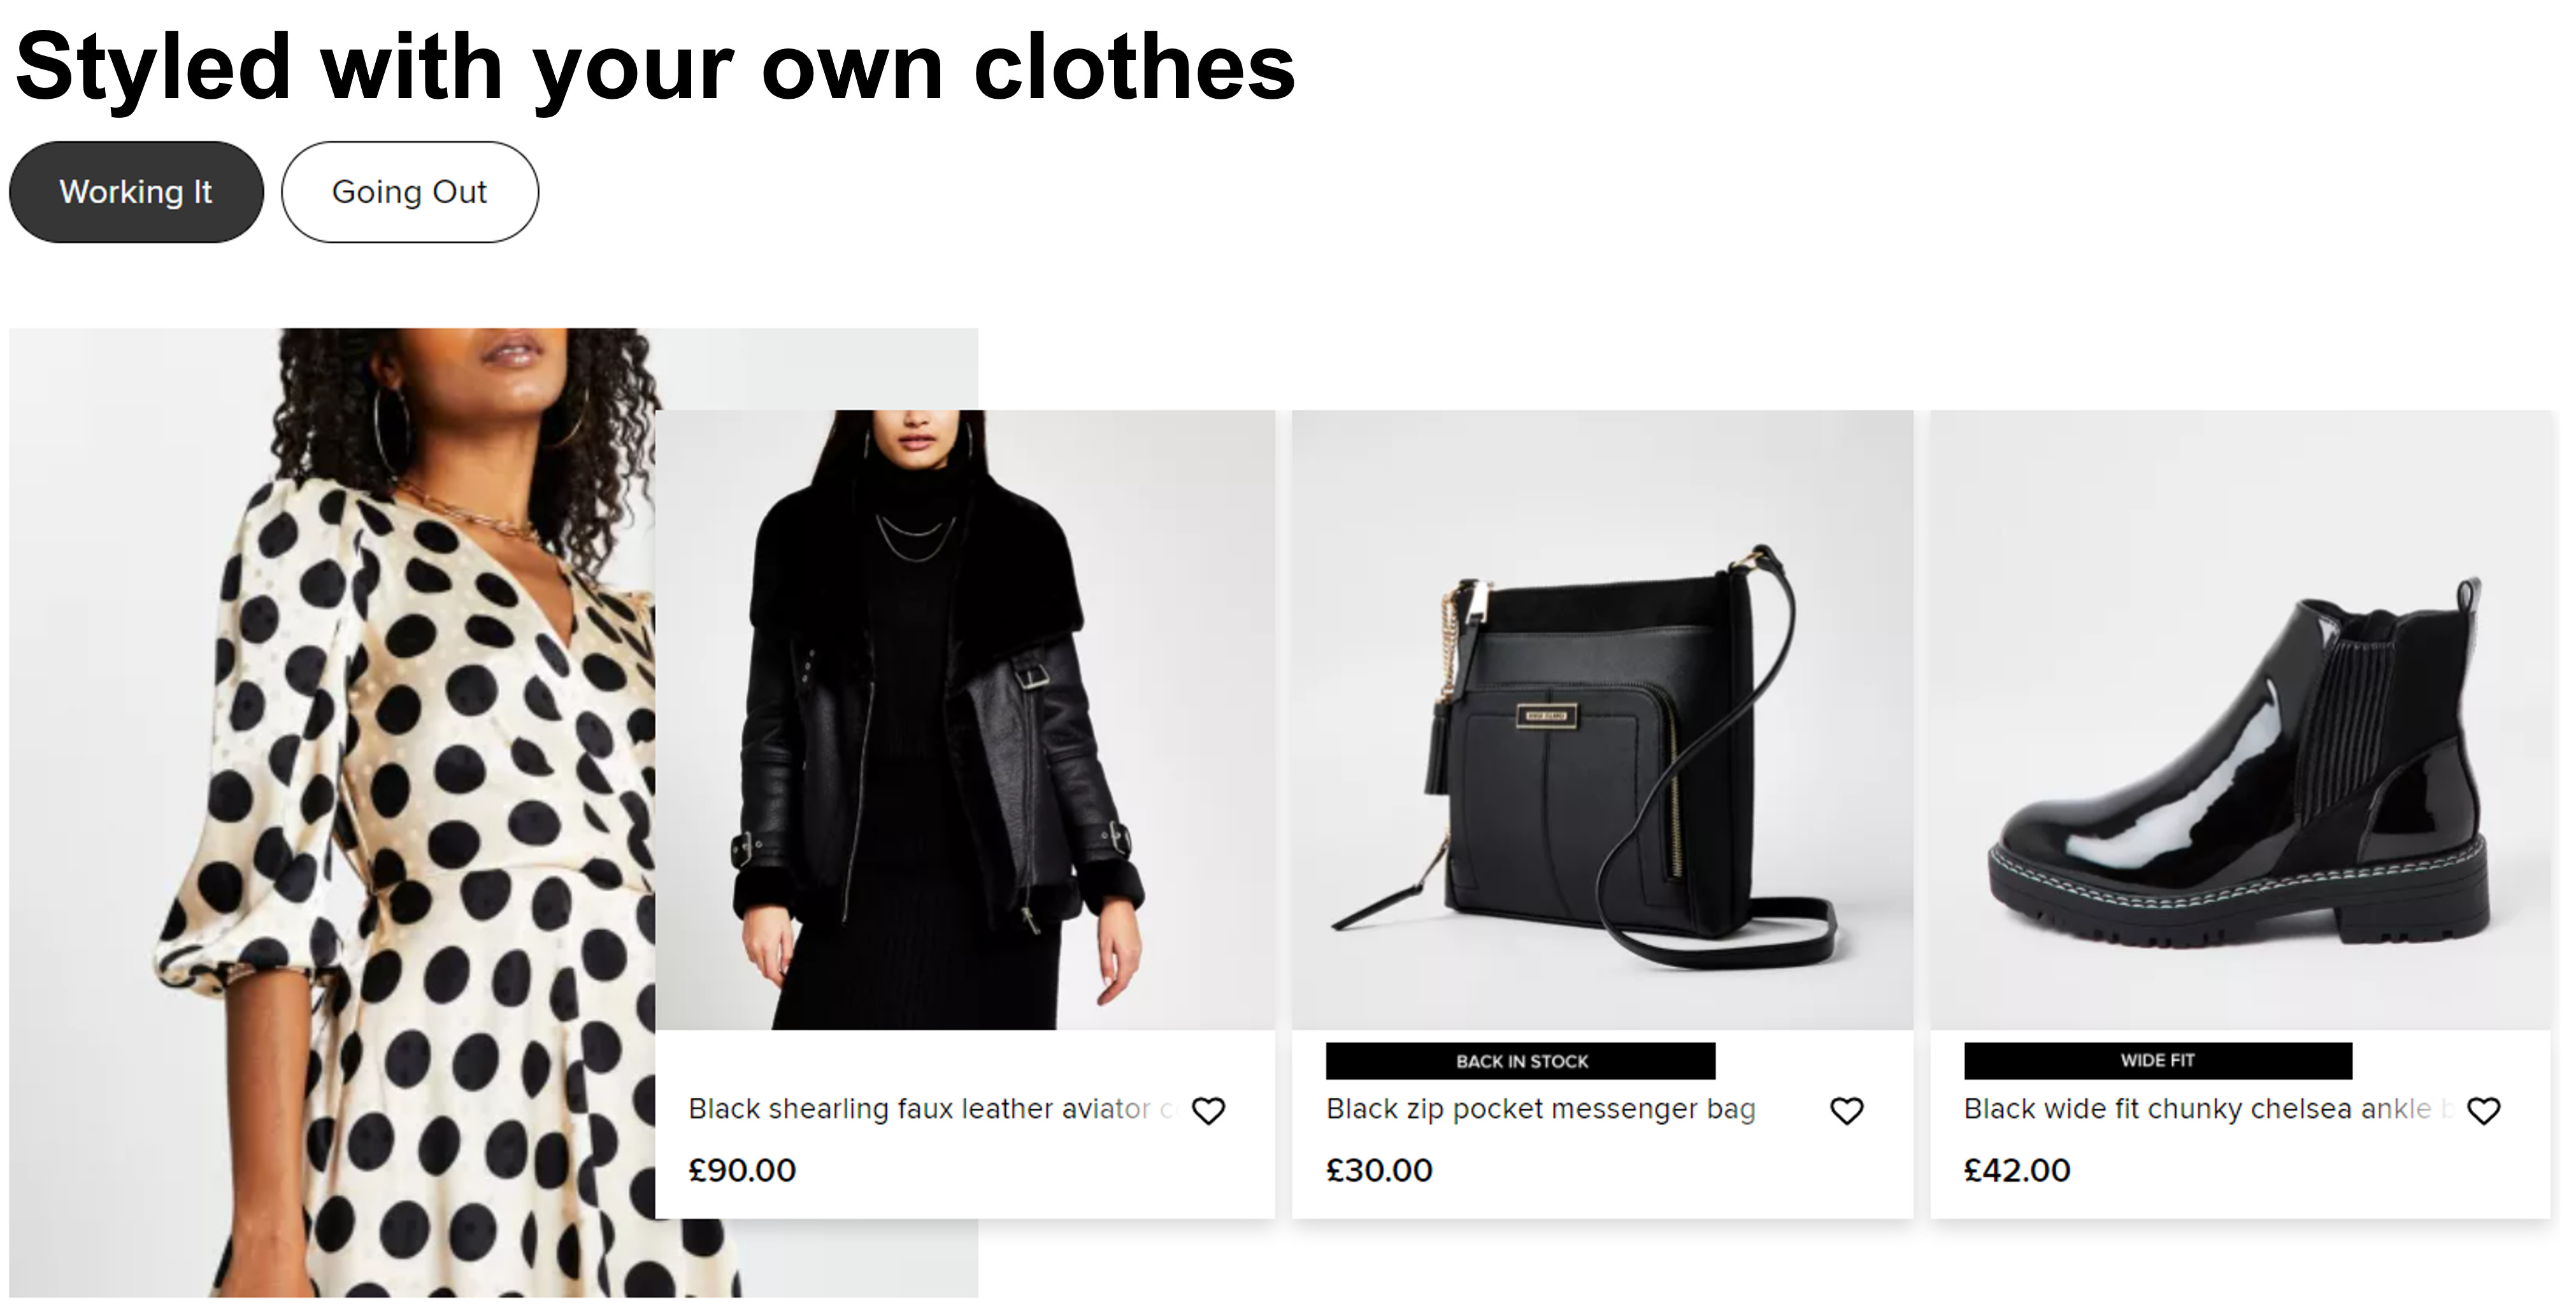 Styled with your own clothes
Working It
Going Out
Black shearling faux leather aviator
£90.00
BACK IN STOCK
Black zip pocket messenger bag
£30.00
WIDE FIT
Black wide fit chunky chelsea ankle
£42.00